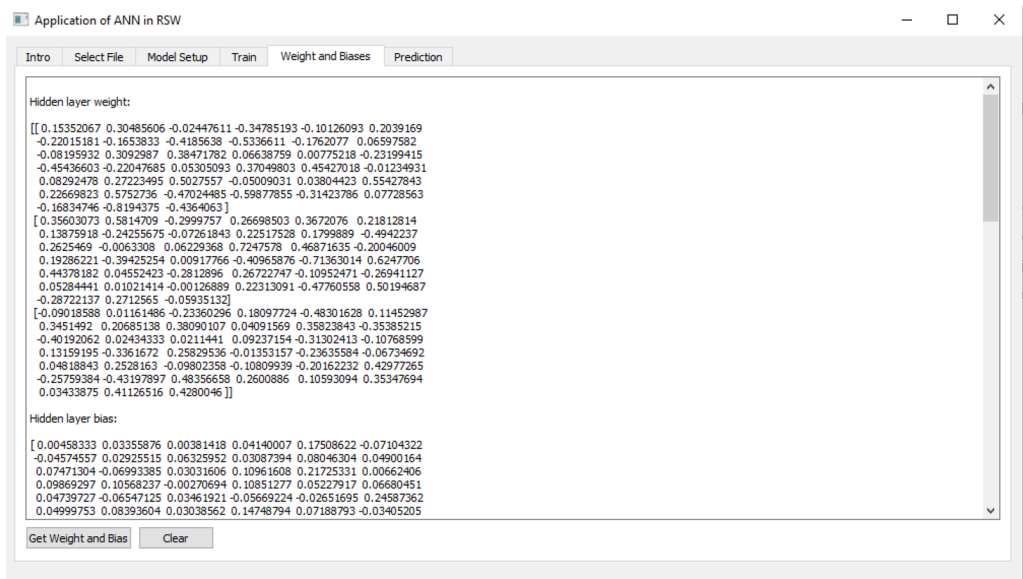 Application of ANN in RSW
Intro Select File Model Setup Train Weight and Biases Prediction
Hidden layer weight:
[[ 0.15352067 0.30485606 -0.02447611 -0.34785193 -0.10126093 0.2039169
-0.22015181 -0.1653833 -0.4185638 -0.5336611 -0.1762077 0.06597582
-0.08195932 0.3092987 0.38471782 0.06638759 0.00775218 -0.23199415
-0.45436603 -0.22047685 0.05305093 0.37049803 0.45427018 -0.01234931
0.08292478 0.27223495 0.5027557 -0.05009031 0.03804423 0.55427843
0.22669823 0.5752736 -0.47024485 -0.59877855 -0.31423786 0.07728563
-0.16834746 -0.8194375 -0.4364063 ]
[ 0.35603073 0.5814709 -0.2999757 0.26698503 0.3672076 0.21812814
0.13875918 -0.24255675 -0.07261843 0.22517528 0.1799889 -0.4942237
0.2625469 -0.0063308 0.06229368 0.7247578 0.46871635 -0.20046009
0.19286221 -0.39425254 0.00917766 -0.40965876 -0.71363014 0.6247706
0.44378182 0.04552423 -0.2812896 0.26722747 -0.10952471 -0.26941127
0.05284441 0.01021414 -0.00126889 0.22313091 -0.47760558 0.50194687
-0.28722137 0.2712565 -0.05935132]
[-0.09018588 0.01161486 -0.23360296 0.18097724 -0.48301628 0.11452987
0.3451492 0.20685138 0.38090107 0.04091569 0.35823843 -0.35385215
-0.40192062 0.02434333 0.0211441 0.09237154 -0.31302413 -0.10768599
0.13159195 -0.3361672 0.25829536 -0.01353157 -0.23635584 -0.06734692
0.04818843 0.2528163 -0.09802358 -0.10809939 -0.20162232 0.42977265
-0.25759384 -0.43197897 0.48356658 0.2600886 0.10593094 0.35347694
0.03433875 0.41126516 0.4280046 ]]
Hidden layer bias:
[ 0.00458333 0.03355876 0.00381418 0.04140007 0.17508622 -0.07104322
-0.04574557 0.02925515 0.06325952 0.03087394 0.08046304 0.04900164
0.07471304 -0.06993385 0.03031606 0.10961608 0.21725331 0.00662406
0.09869297 0.10568237 -0.00270694 0.10851277 0.05227917 0.06680451
0.04739727 -0.06547125 0.03461921 -0.05669224 -0.02651695 0.24587362
0.04999753 0.08393604 0.03038562 0.14748794 0.07188793 -0.03405205
Get Weight and Bias Clear